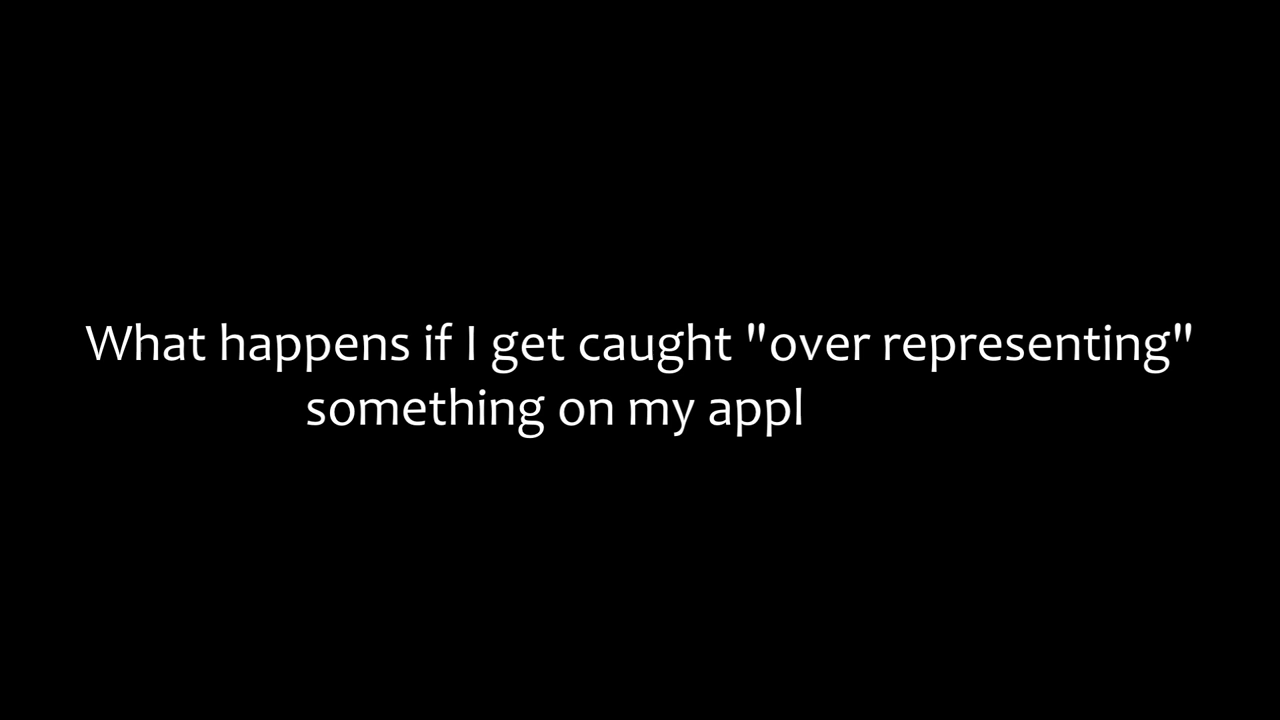 What happens if I get caught "over representing"
something on my appl